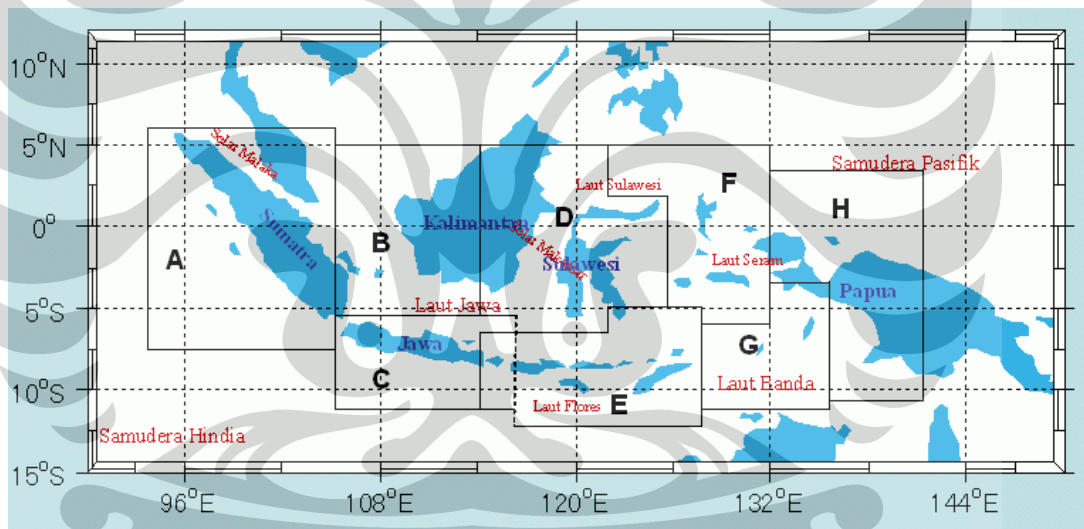 10°N
5°N
0°
5°S
10°S
15°S
96°E
108°E
120°E
132°E
144°E
Selat Malaka
Samudera Pasifik
Laut Sulawesi
F
H
Sumatra
Kalimantan
D
A
B
Selat Makasar
Sulawesi
Laut Seram
Papua
Laut Jawa
Jawa
G
C
Laut Banda
Laut Flores
E
Samudera Hindia